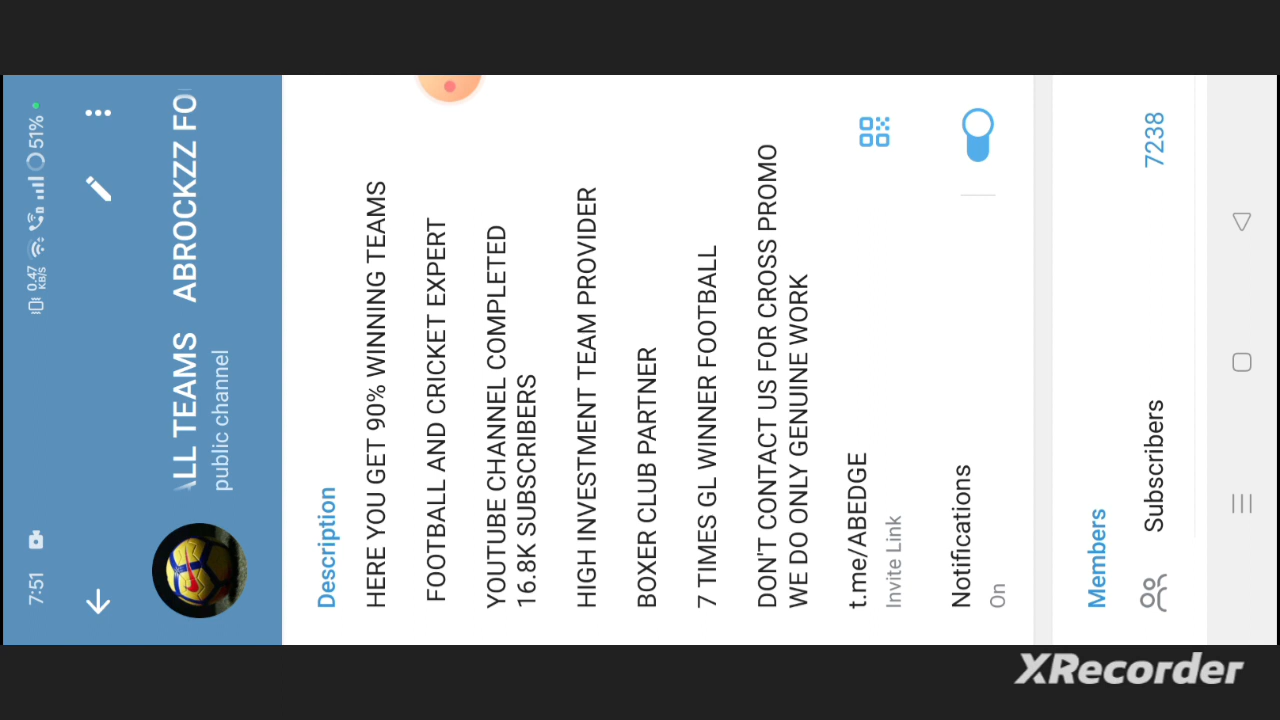 7:51
0.47 KB/S
51%
LL TEAMS ABROCKZZ FO
public channel
Description
HERE YOU GET 90% WINNING TEAMS
FOOTBALL AND CRICKET EXPERT
YOUTUBE CHANNEL COMPLETED
16.8K SUBSCRIBERS
HIGH INVESTMENT TEAM PROVIDER
BOXER CLUB PARTNER
7 TIMES GL WINNER FOOTBALL
DON'T CONTACT US FOR CROSS PROMO
WE DO ONLY GENUINE WORK
t.me/ABEDGE
Invite Link
Notifications
On
Members
Subscribers 7238
XRecorder